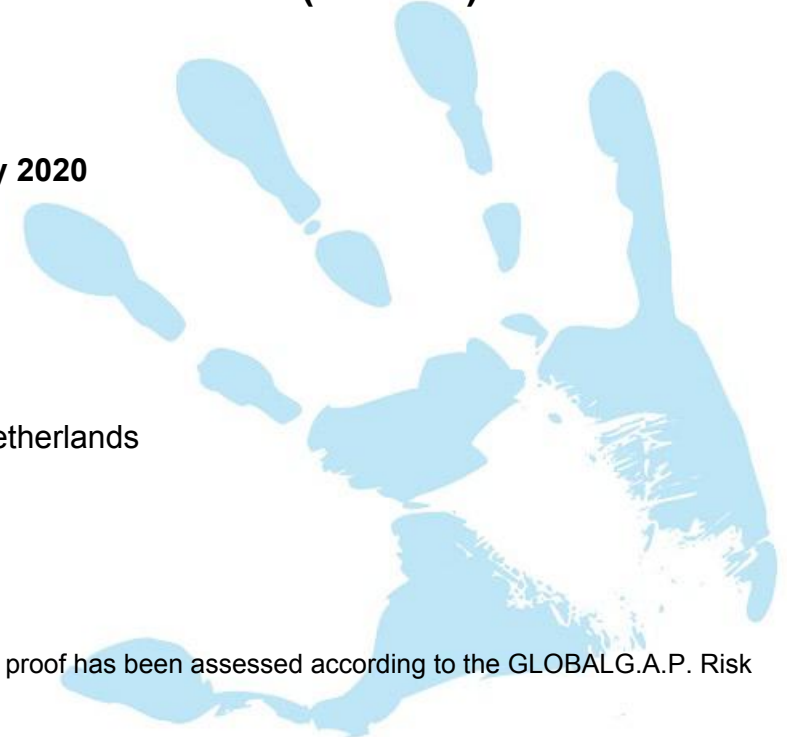 y 2020
etherlands
proof has been assessed according to the GLOBALG.A.P. Risk